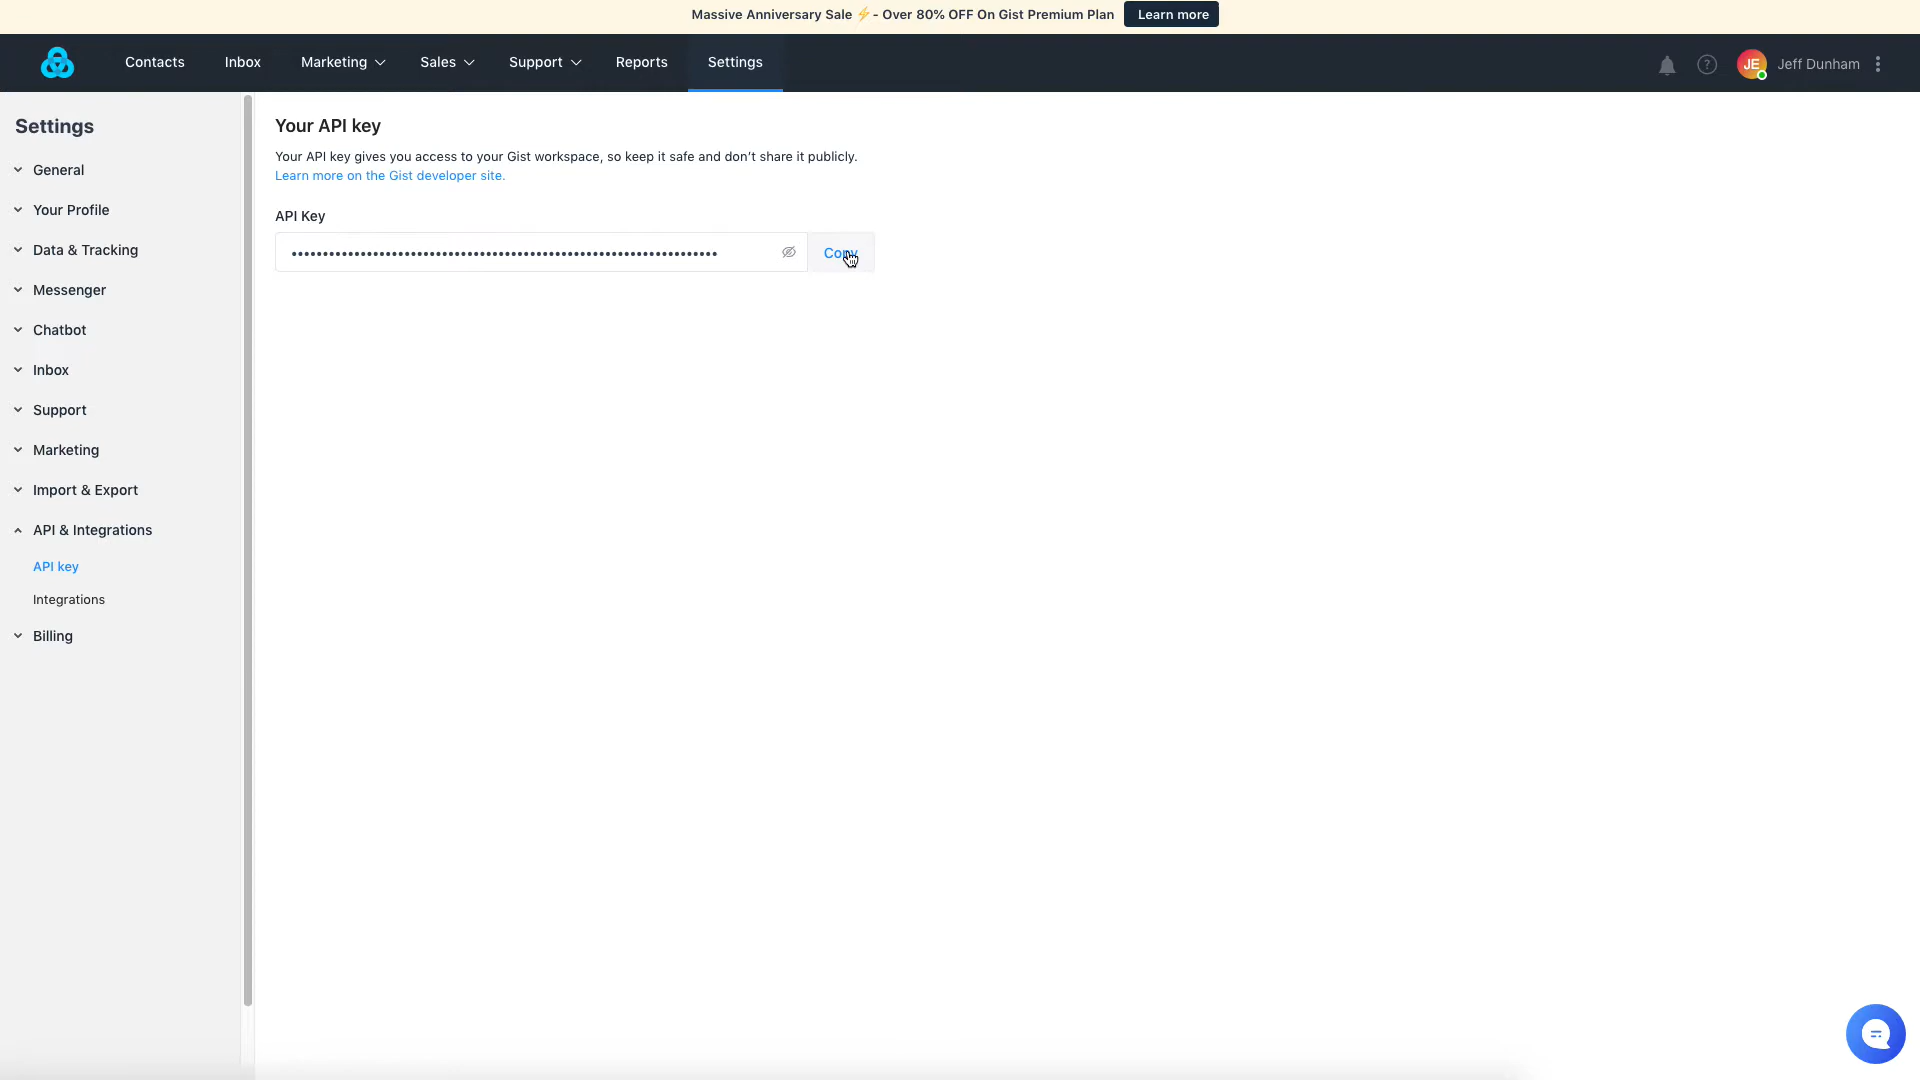 Massive Anniversary Sale ⚡- Over 80% OFF On Gist Premium Plan Learn more
Contacts Inbox Marketing Sales Support Reports Settings JE Jeff Dunham
Settings
General
Your Profile
Data & Tracking
Messenger
Chatbot
Inbox
Support
Marketing
Import & Export
API & Integrations
API key
Integrations
Billing
Your API key
Your API key gives you access to your Gist workspace, so keep it safe and don’t share it publicly.
Learn more on the Gist developer site.
API Key
Copy